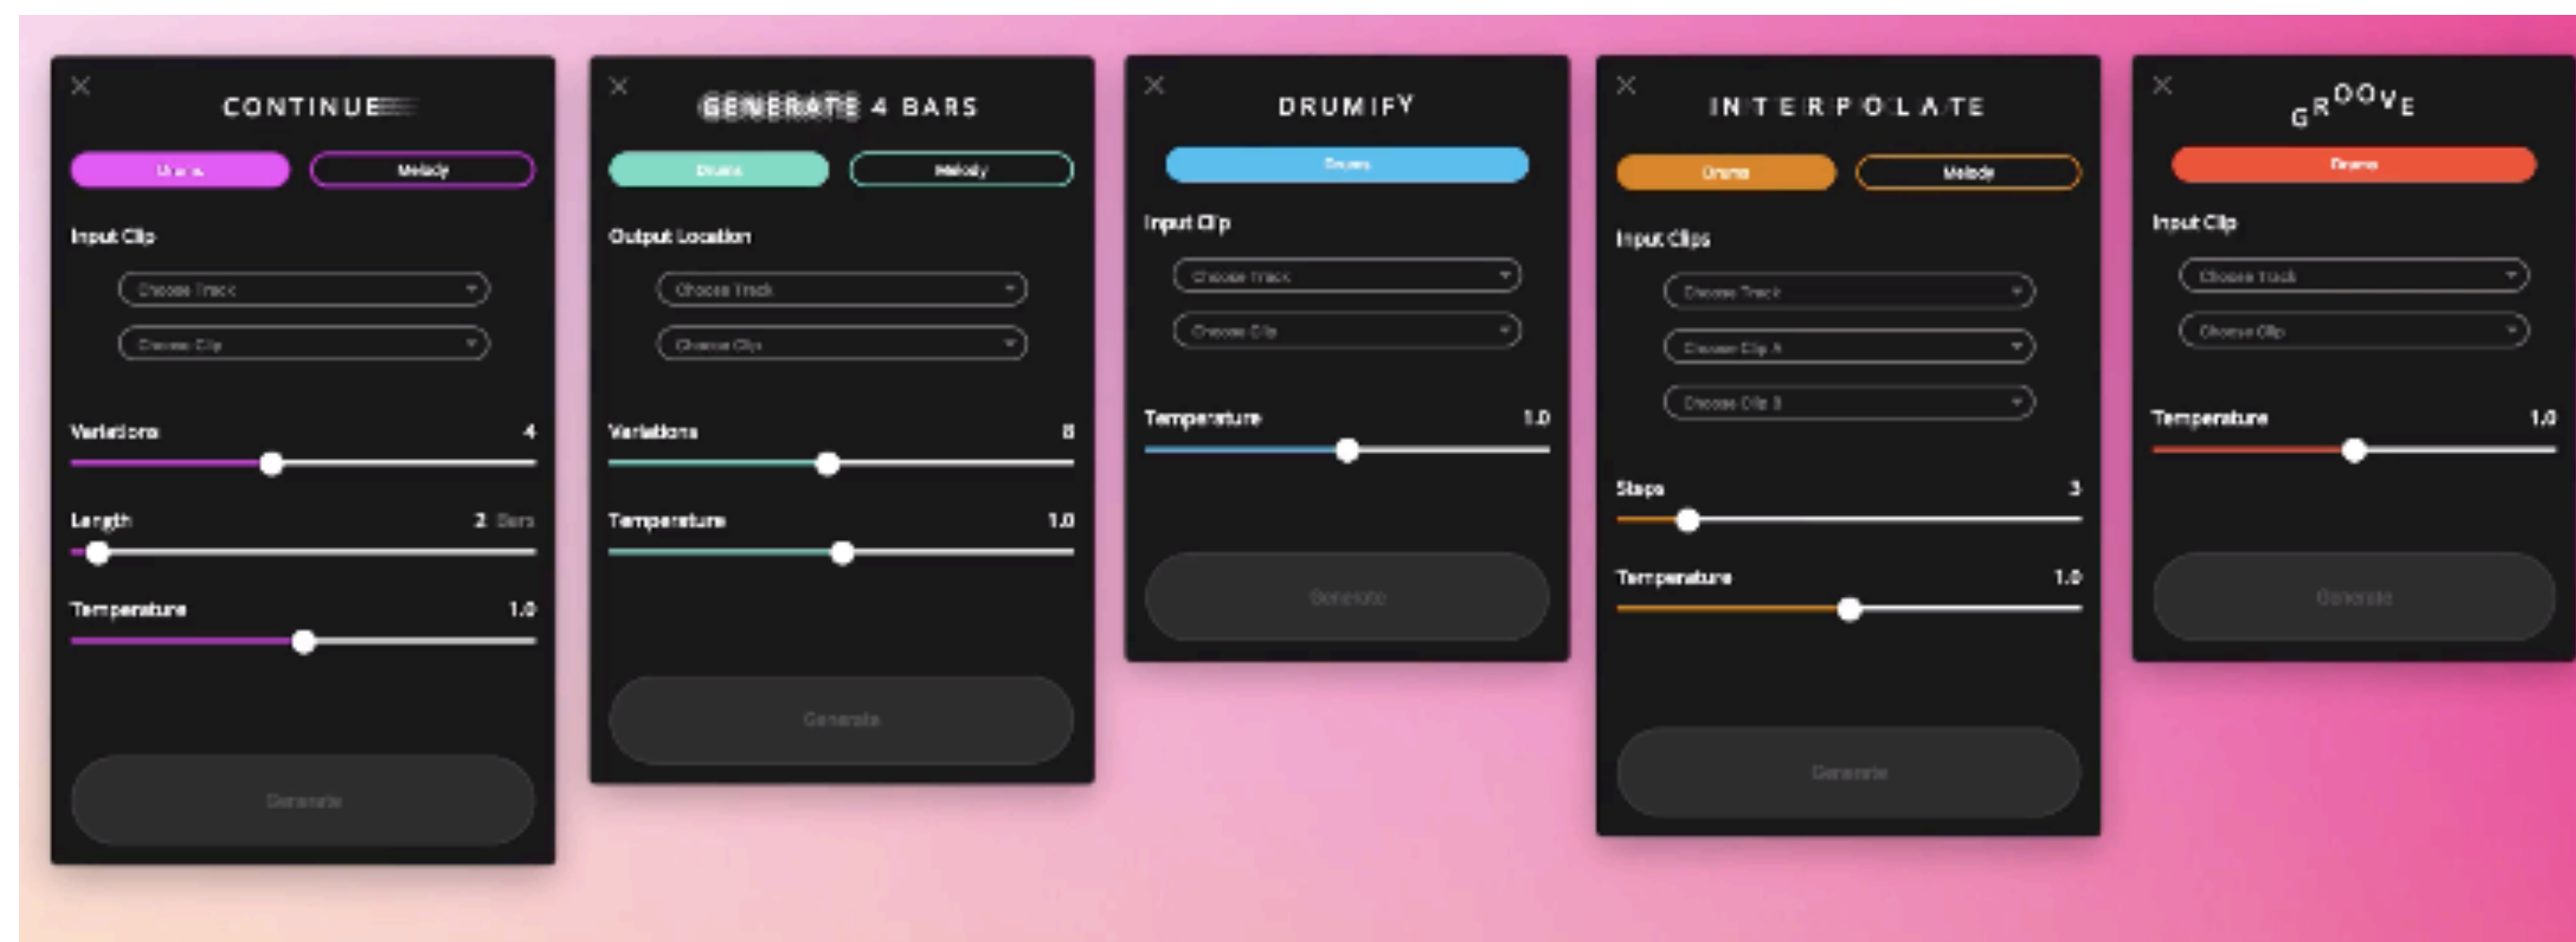 CONTINUE
Drums
Melody
Input Clip
Choose Track
Choose Clip
Variations 4
Length 2 Bars
Temperature 1.0
Generate
GENERATE 4 BARS
Drums
Melody
Output Location
Choose Track
Choose Clip
Variations 8
Temperature 1.0
Generate
DRUMIFY
Drums
Input Clip
Choose Track
Choose Clip
Temperature 1.0
Generate
INTERPOLATE
Drums
Melody
Input Clips
Choose Track
Choose Clip A
Choose Clip B
Steps 3
Temperature 1.0
Generate
GROOVE
Drums
Input Clip
Choose Track
Choose Clip
Temperature 1.0
Generate